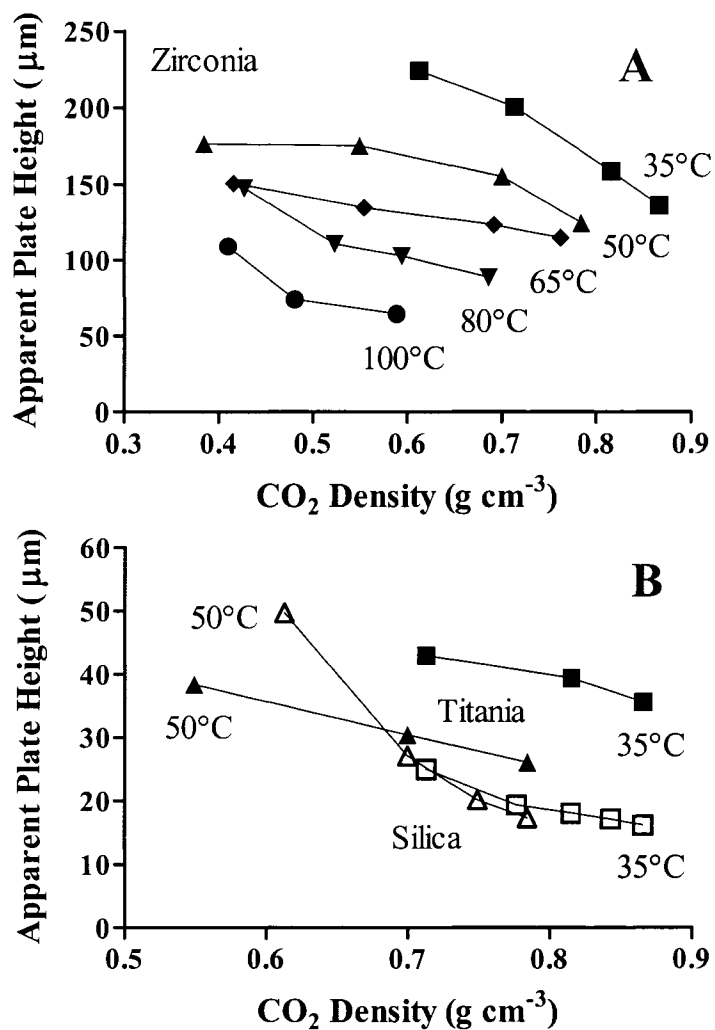 Zirconia
A
Apparent Plate Height ( μm)
250
200
150
100
50
0
35°C
50°C
65°C
80°C
100°C
0.3 0.4 0.5 0.6 0.7 0.8 0.9
CO₂ Density (g cm⁻³)
B
Apparent Plate Height ( μm)
60
50
40
30
20
10
0
50°C
50°C
Titania
35°C
Silica
35°C
0.5 0.6 0.7 0.8 0.9
CO₂ Density (g cm⁻³)